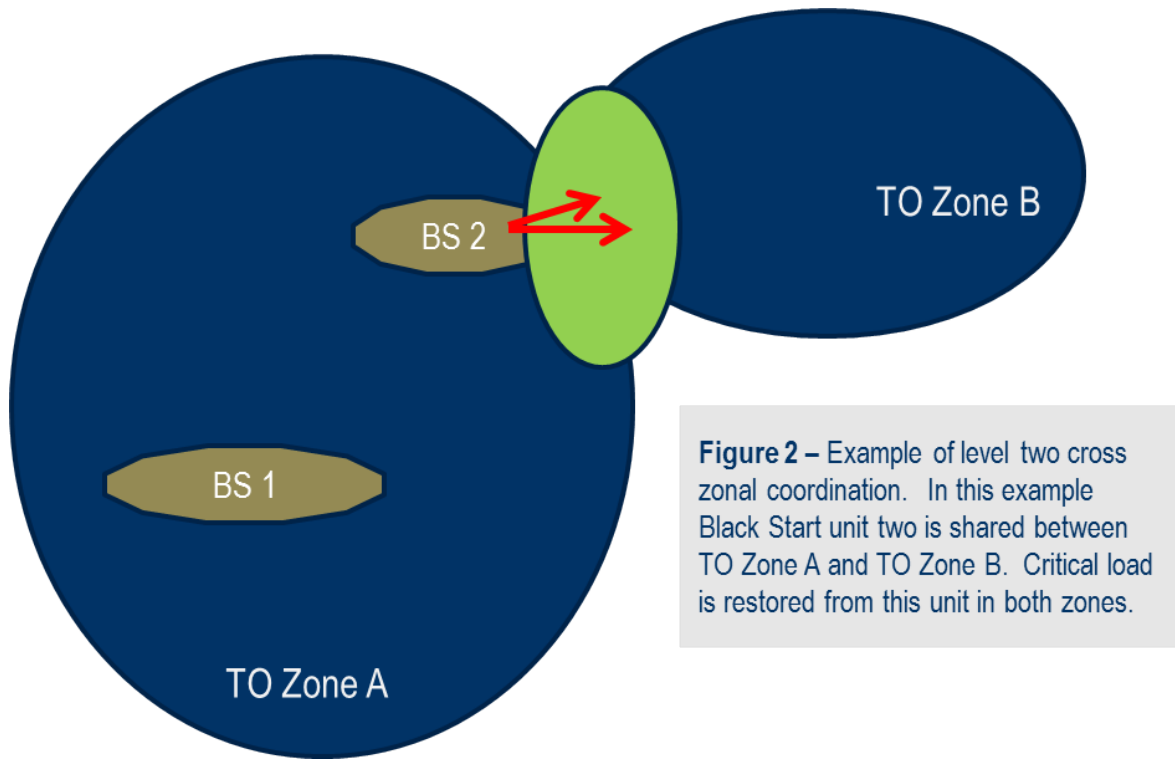 TO Zone B
BS 2
BS 1
TO Zone A
Figure 2 – Example of level two cross
zonal coordination. In this example
Black Start unit two is shared between
TO Zone A and TO Zone B. Critical load
is restored from this unit in both zones.